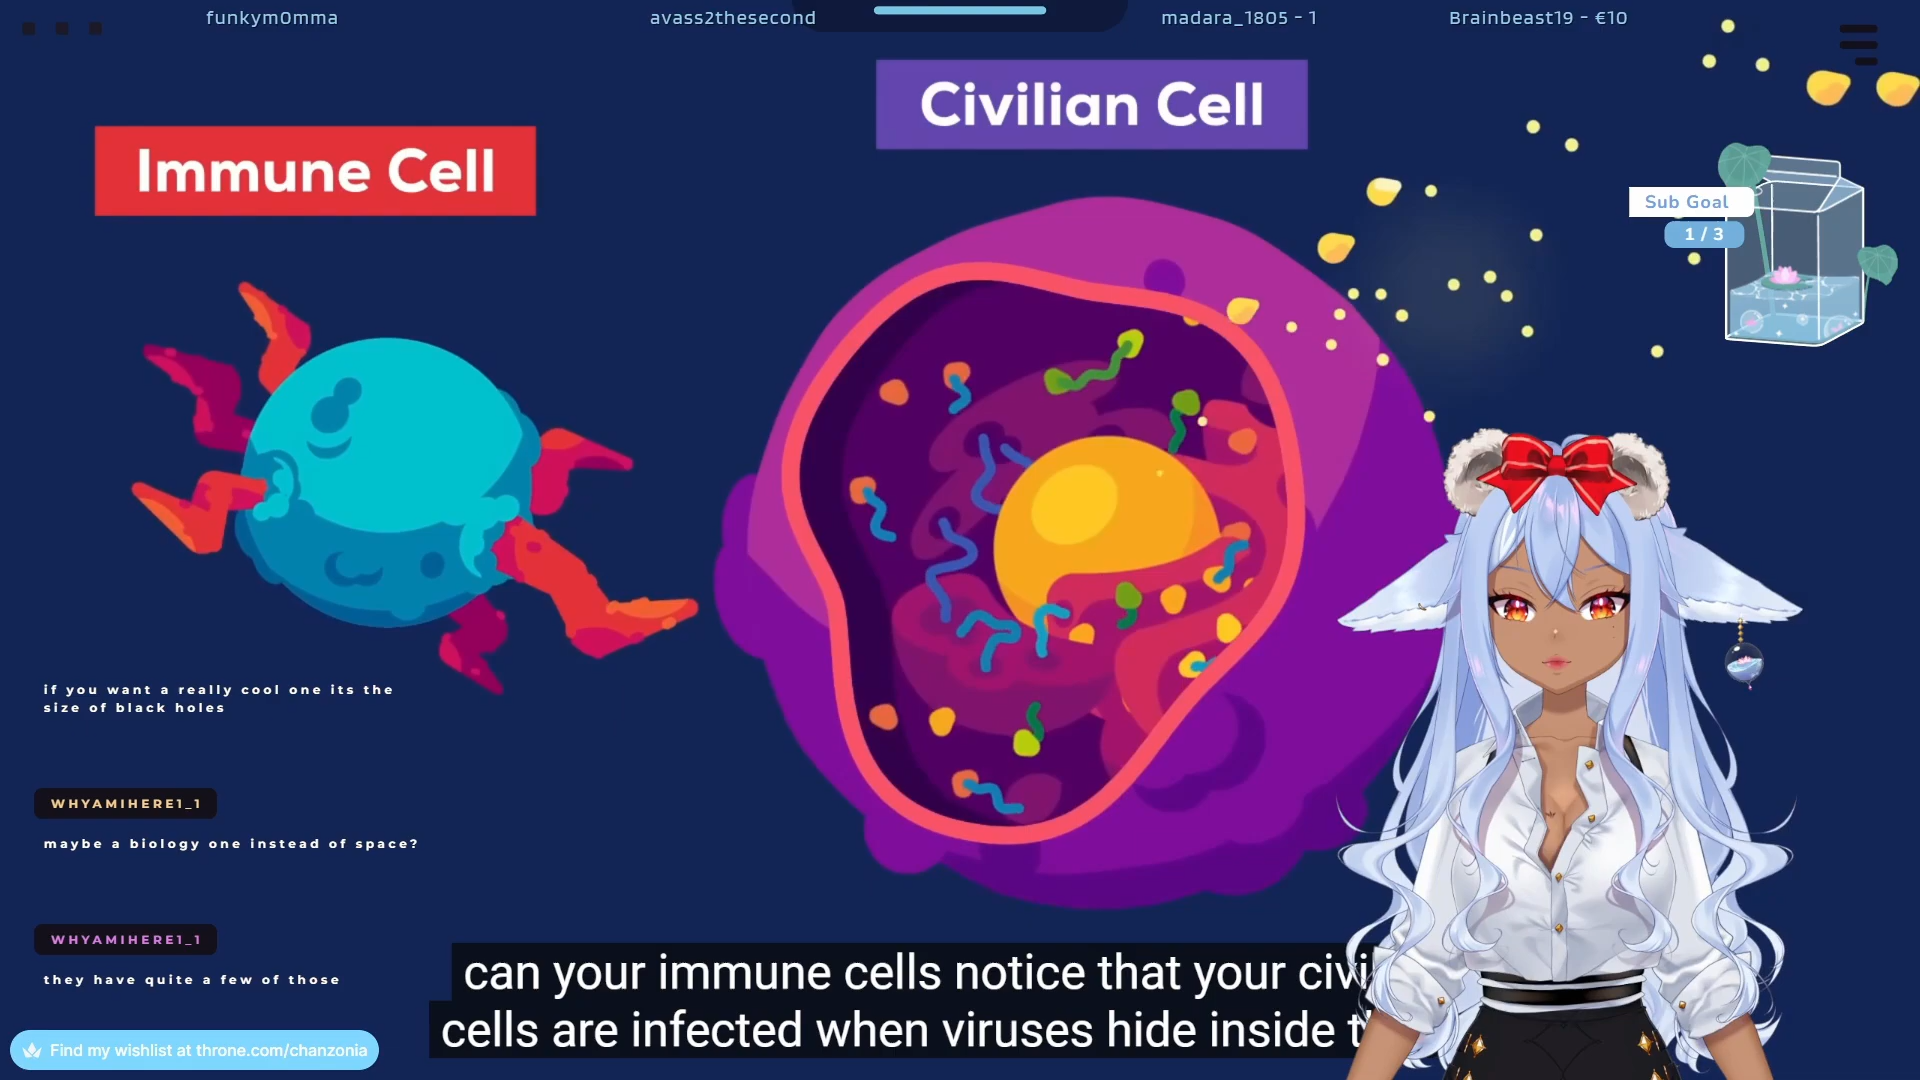 funkym0mma
avass2thesecond
madara_1805 - 1
Brainbeast19 - €10
Civilian Cell
Immune Cell
Sub Goal
1 / 3
if you want a really cool one its the
size of black holes
WHYAMIHERE1_1
maybe a biology one instead of space?
WHYAMIHERE1_1
they have quite a few of those
can your immune cells notice that your
cells are infected when viruses hide inside
Find my wishlist at throne.com/chanzonia